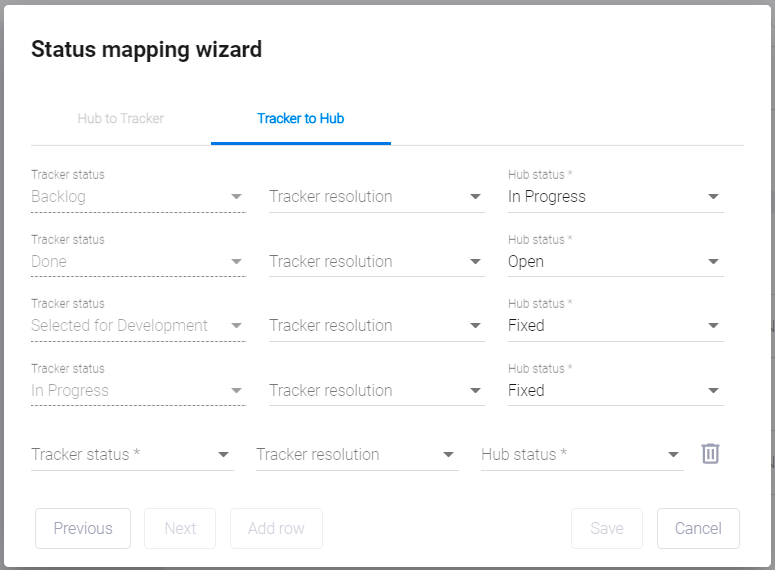 Status mapping wizard
Hub to Tracker Tracker to Hub
Tracker status Hub status *
Backlog Tracker resolution In Progress
Tracker status Hub status *
Done Tracker resolution Open
Tracker status Hub status *
Selected for Development Tracker resolution Fixed
Tracker status Hub status *
In Progress Tracker resolution Fixed
Tracker status * Tracker resolution Hub status *
Previous Next Add row Save Cancel